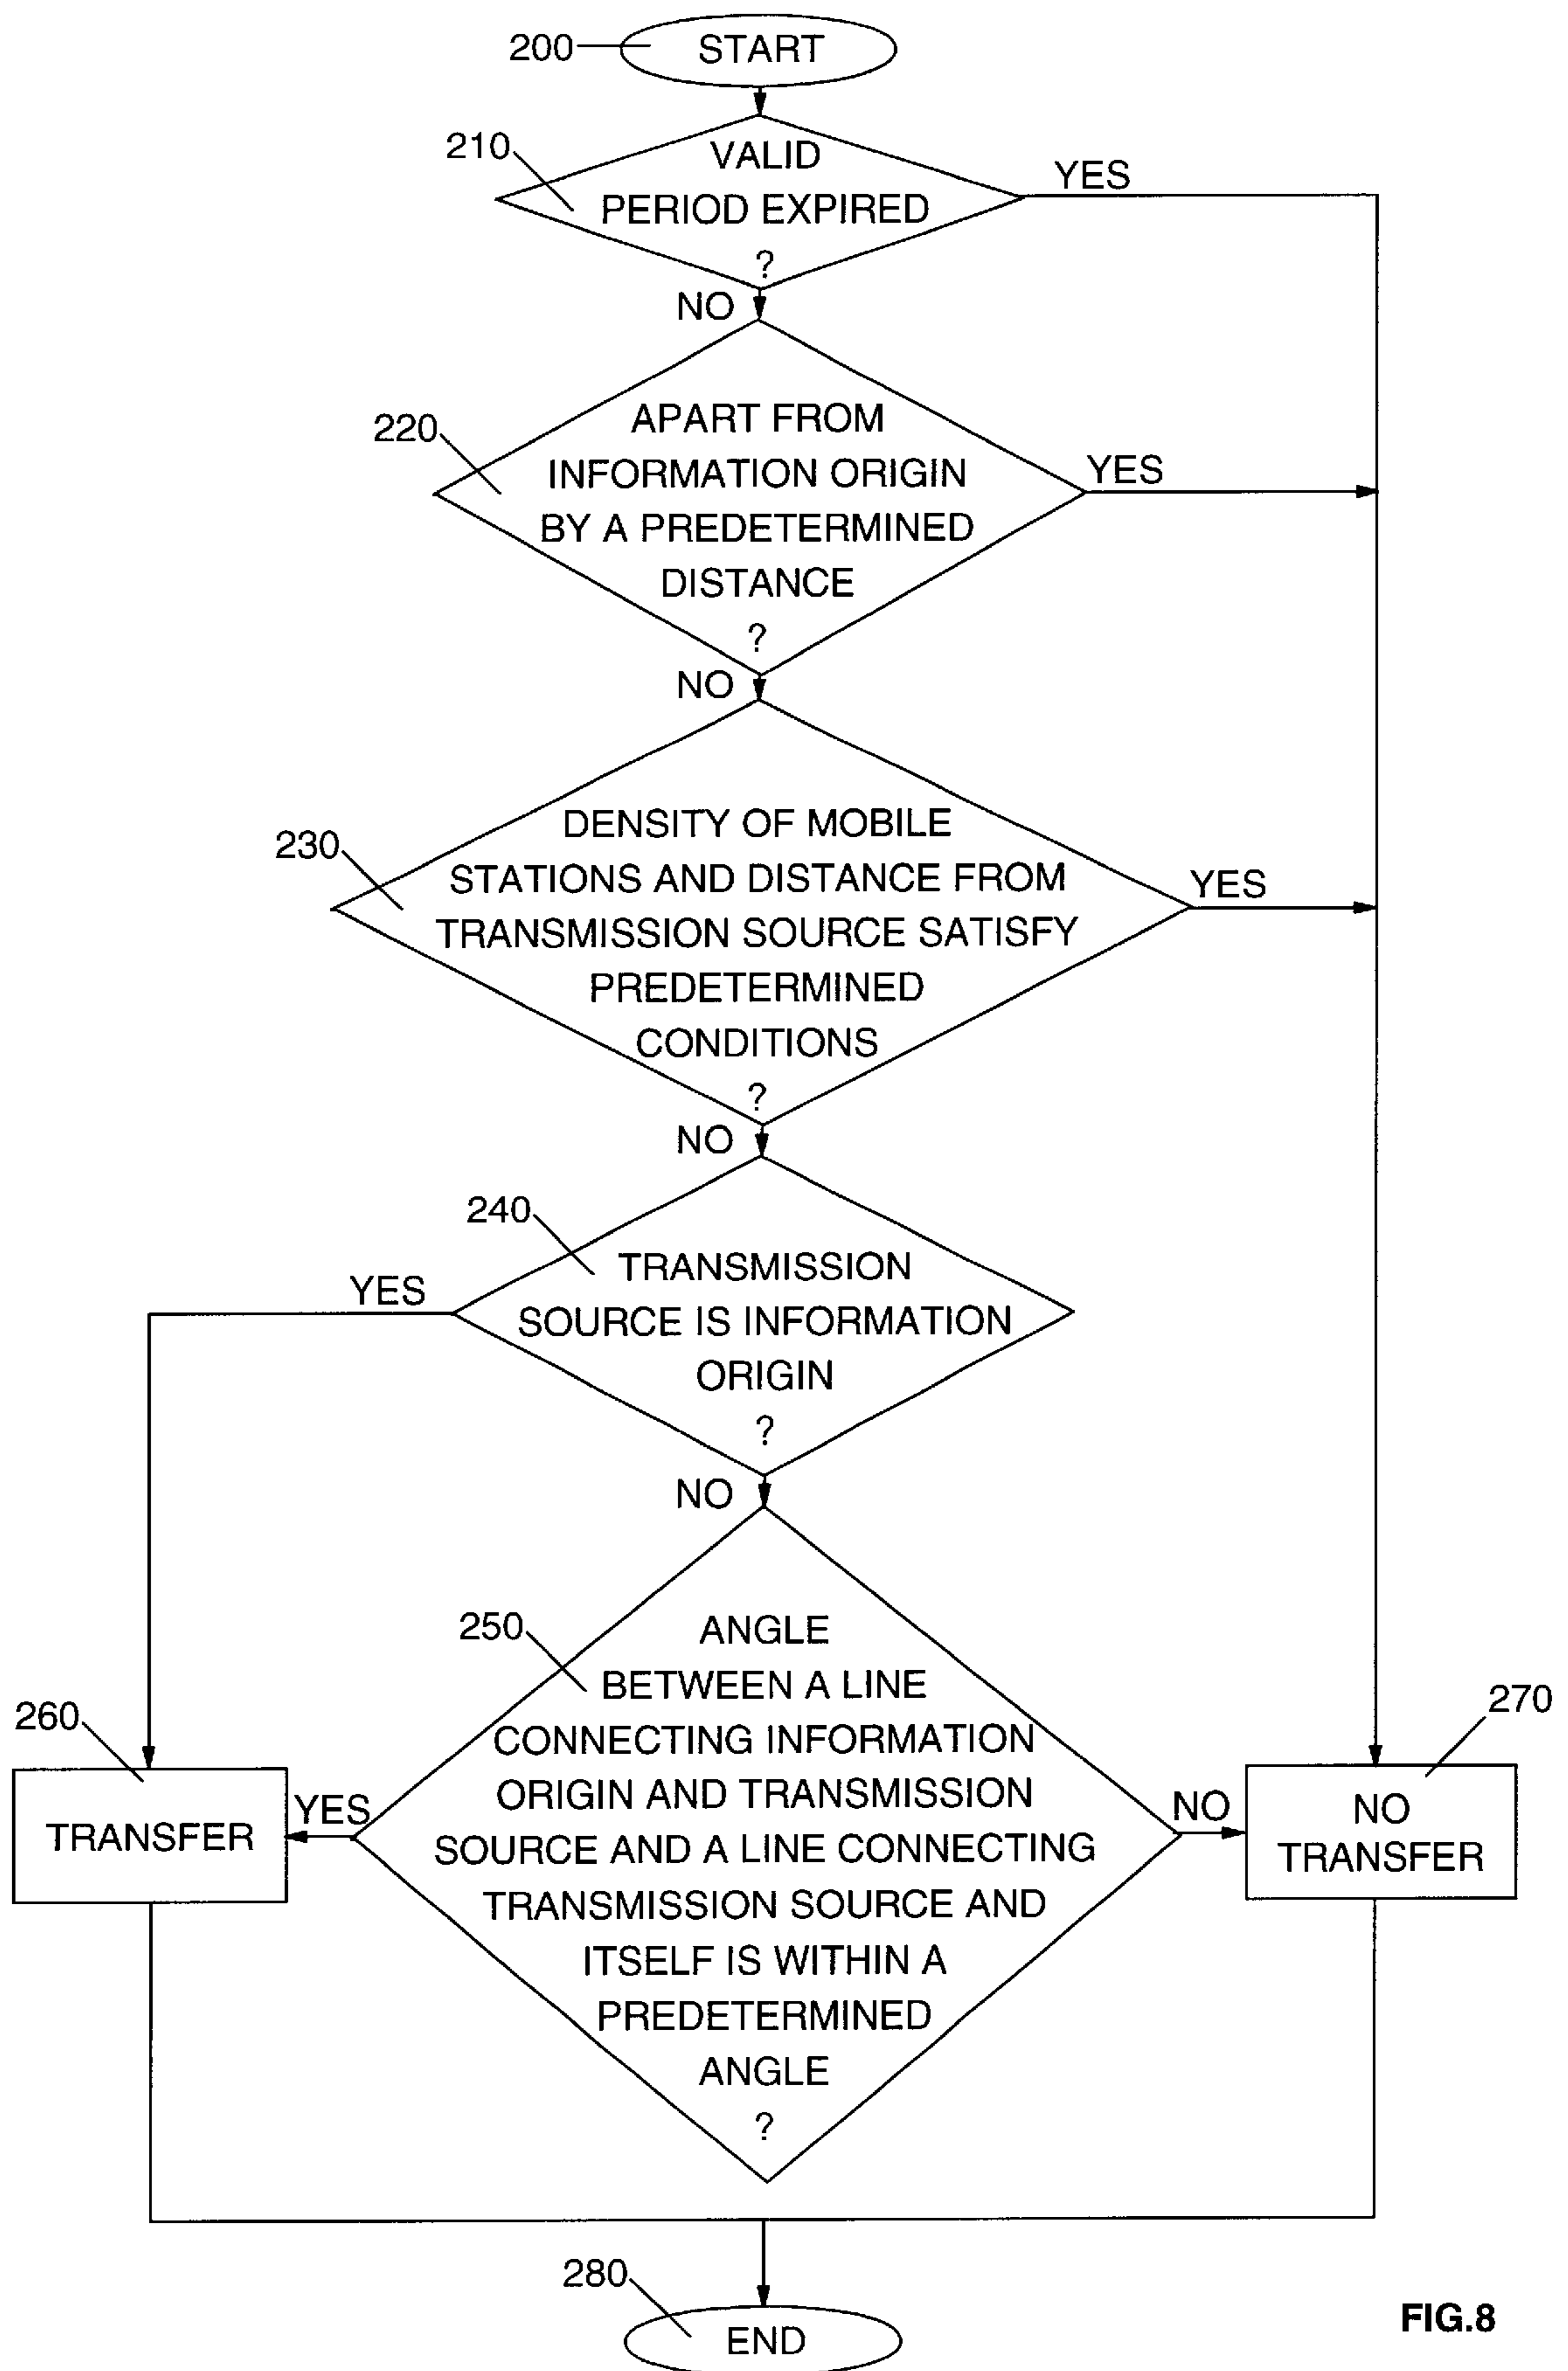 200
START
210
VALID
PERIOD EXPIRED
?
YES
NO
220
APART FROM
INFORMATION ORIGIN
BY A PREDETERMINED
DISTANCE
?
YES
NO
230
DENSITY OF MOBILE
STATIONS AND DISTANCE FROM
TRANSMISSION SOURCE SATISFY
PREDETERMINED
CONDITIONS
?
YES
NO
240
TRANSMISSION
SOURCE IS INFORMATION
ORIGIN
?
YES
NO
250
ANGLE
BETWEEN A LINE
CONNECTING INFORMATION
ORIGIN AND TRANSMISSION
SOURCE AND A LINE CONNECTING
TRANSMISSION SOURCE AND
ITSELF IS WITHIN A
PREDETERMINED
ANGLE
?
YES
NO
260
TRANSFER
270
NO
TRANSFER
280
END
FIG.8